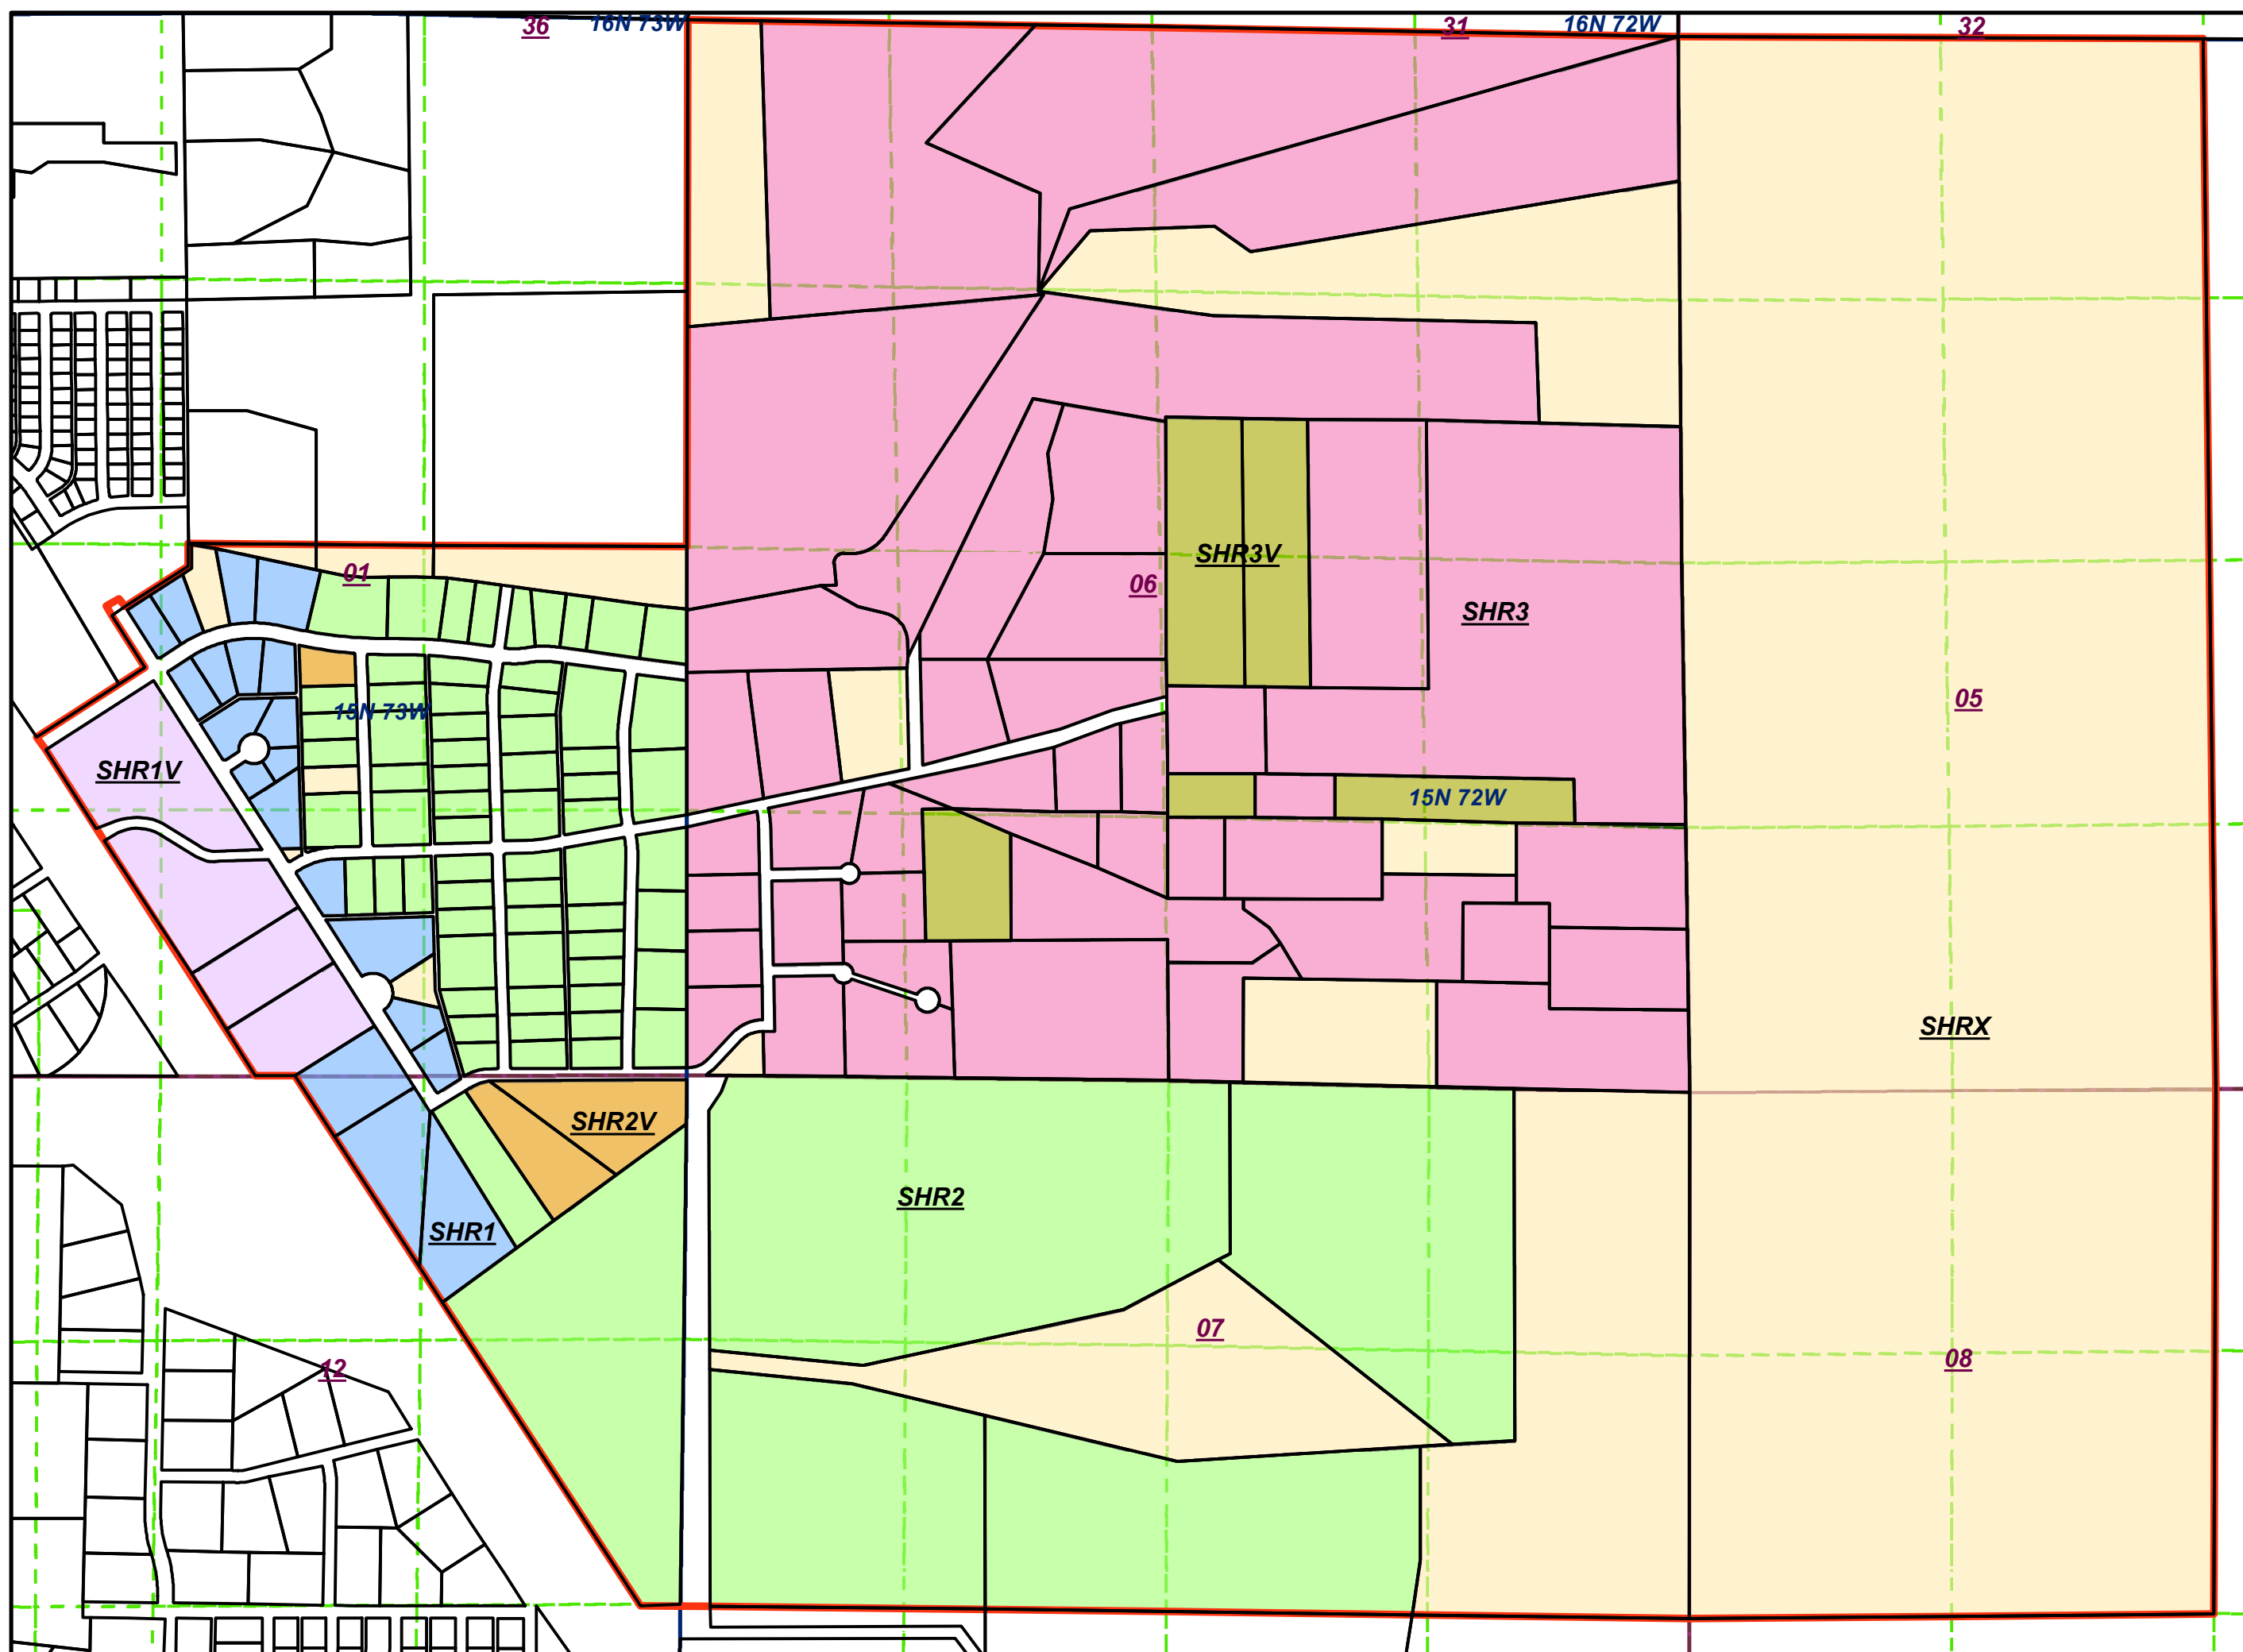 36
16N 73W
31
16N 72W
32
SHR3V
01
06
SHR3
05
15N 73W
SHR1V
15N 72W
SHRX
SHR2V
SHR2
SHR1
07
08
12